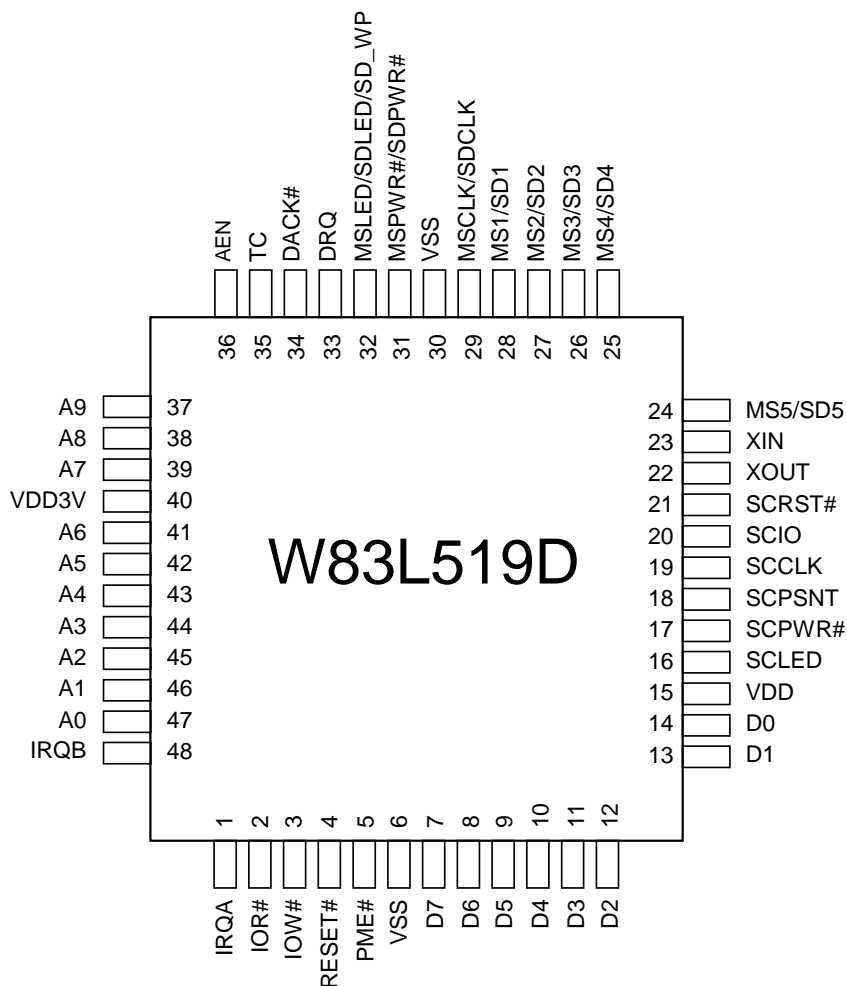 AEN
TC
DACK#
DRQ
MSLED/SDLED/SD_WP
MSPWR#/SDPWR#
VSS
MSCLK/SDCLK
MS1/SD1
MS2/SD2
MS3/SD3
MS4/SD4
36 35 34 33 32 31 30 29 28 27 26 25
A9 37
A8 38
A7 39
VDD3V 40
A6 41
A5 42
A4 43
A3 44
A2 45
A1 46
A0 47
IRQB 48
W83L519D
24 MS5/SD5
23 XIN
22 XOUT
21 SCRST#
20 SCIO
19 SCCLK
18 SCPSNT
17 SCPWR#
16 SCLED
15 VDD
14 D0
13 D1
1 2 3 4 5 6 7 8 9 10 11 12
IRQA
IOR#
IOW#
RESET#
PME#
VSS
D7
D6
D5
D4
D3
D2